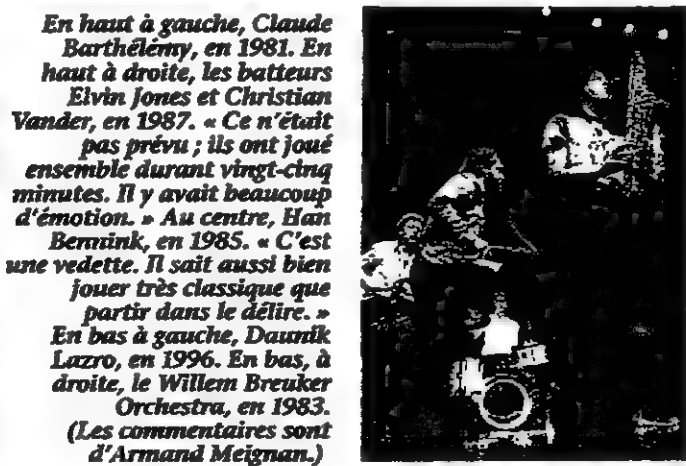 En haut à gauche, Claude
Barthélémy, en 1981. En
haut à droite, les batteurs
Elvin Jones et Christian
Vander, en 1987. « Ce n'était
pas prévu ; ils ont joué
ensemble durant vingt-cinq
minutes. Il y avait beaucoup
d'émotion. » Au centre, Han
Bennink, en 1985. « C'est
une vedette. Il sait aussi bien
jouer très classique que
partir dans le délire. »
En bas à gauche, Daunik
Lazro, en 1996. En bas, à
droite, le Willem Breuker
Orchestra, en 1983.
(Les commentaires sont
d'Armand Meignan.)